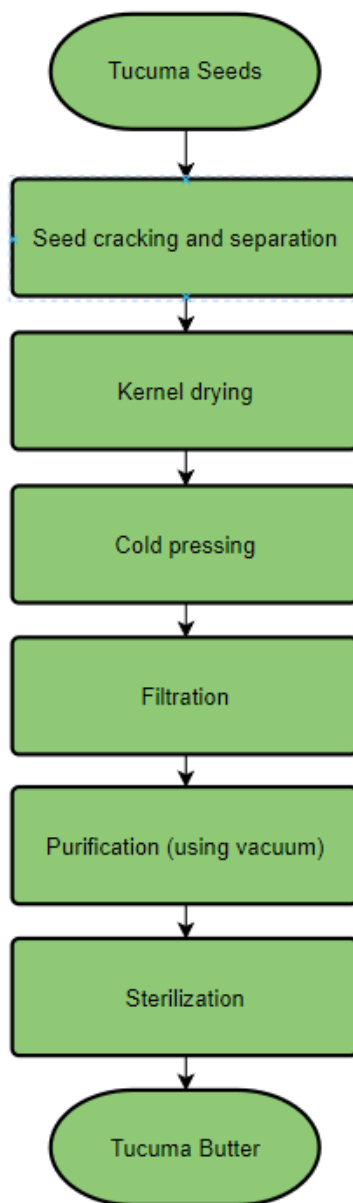 Tucuma Seeds
Seed cracking and separation
Kernel drying
Cold pressing
Filtration
Purification (using vacuum)
Sterilization
Tucuma Butter